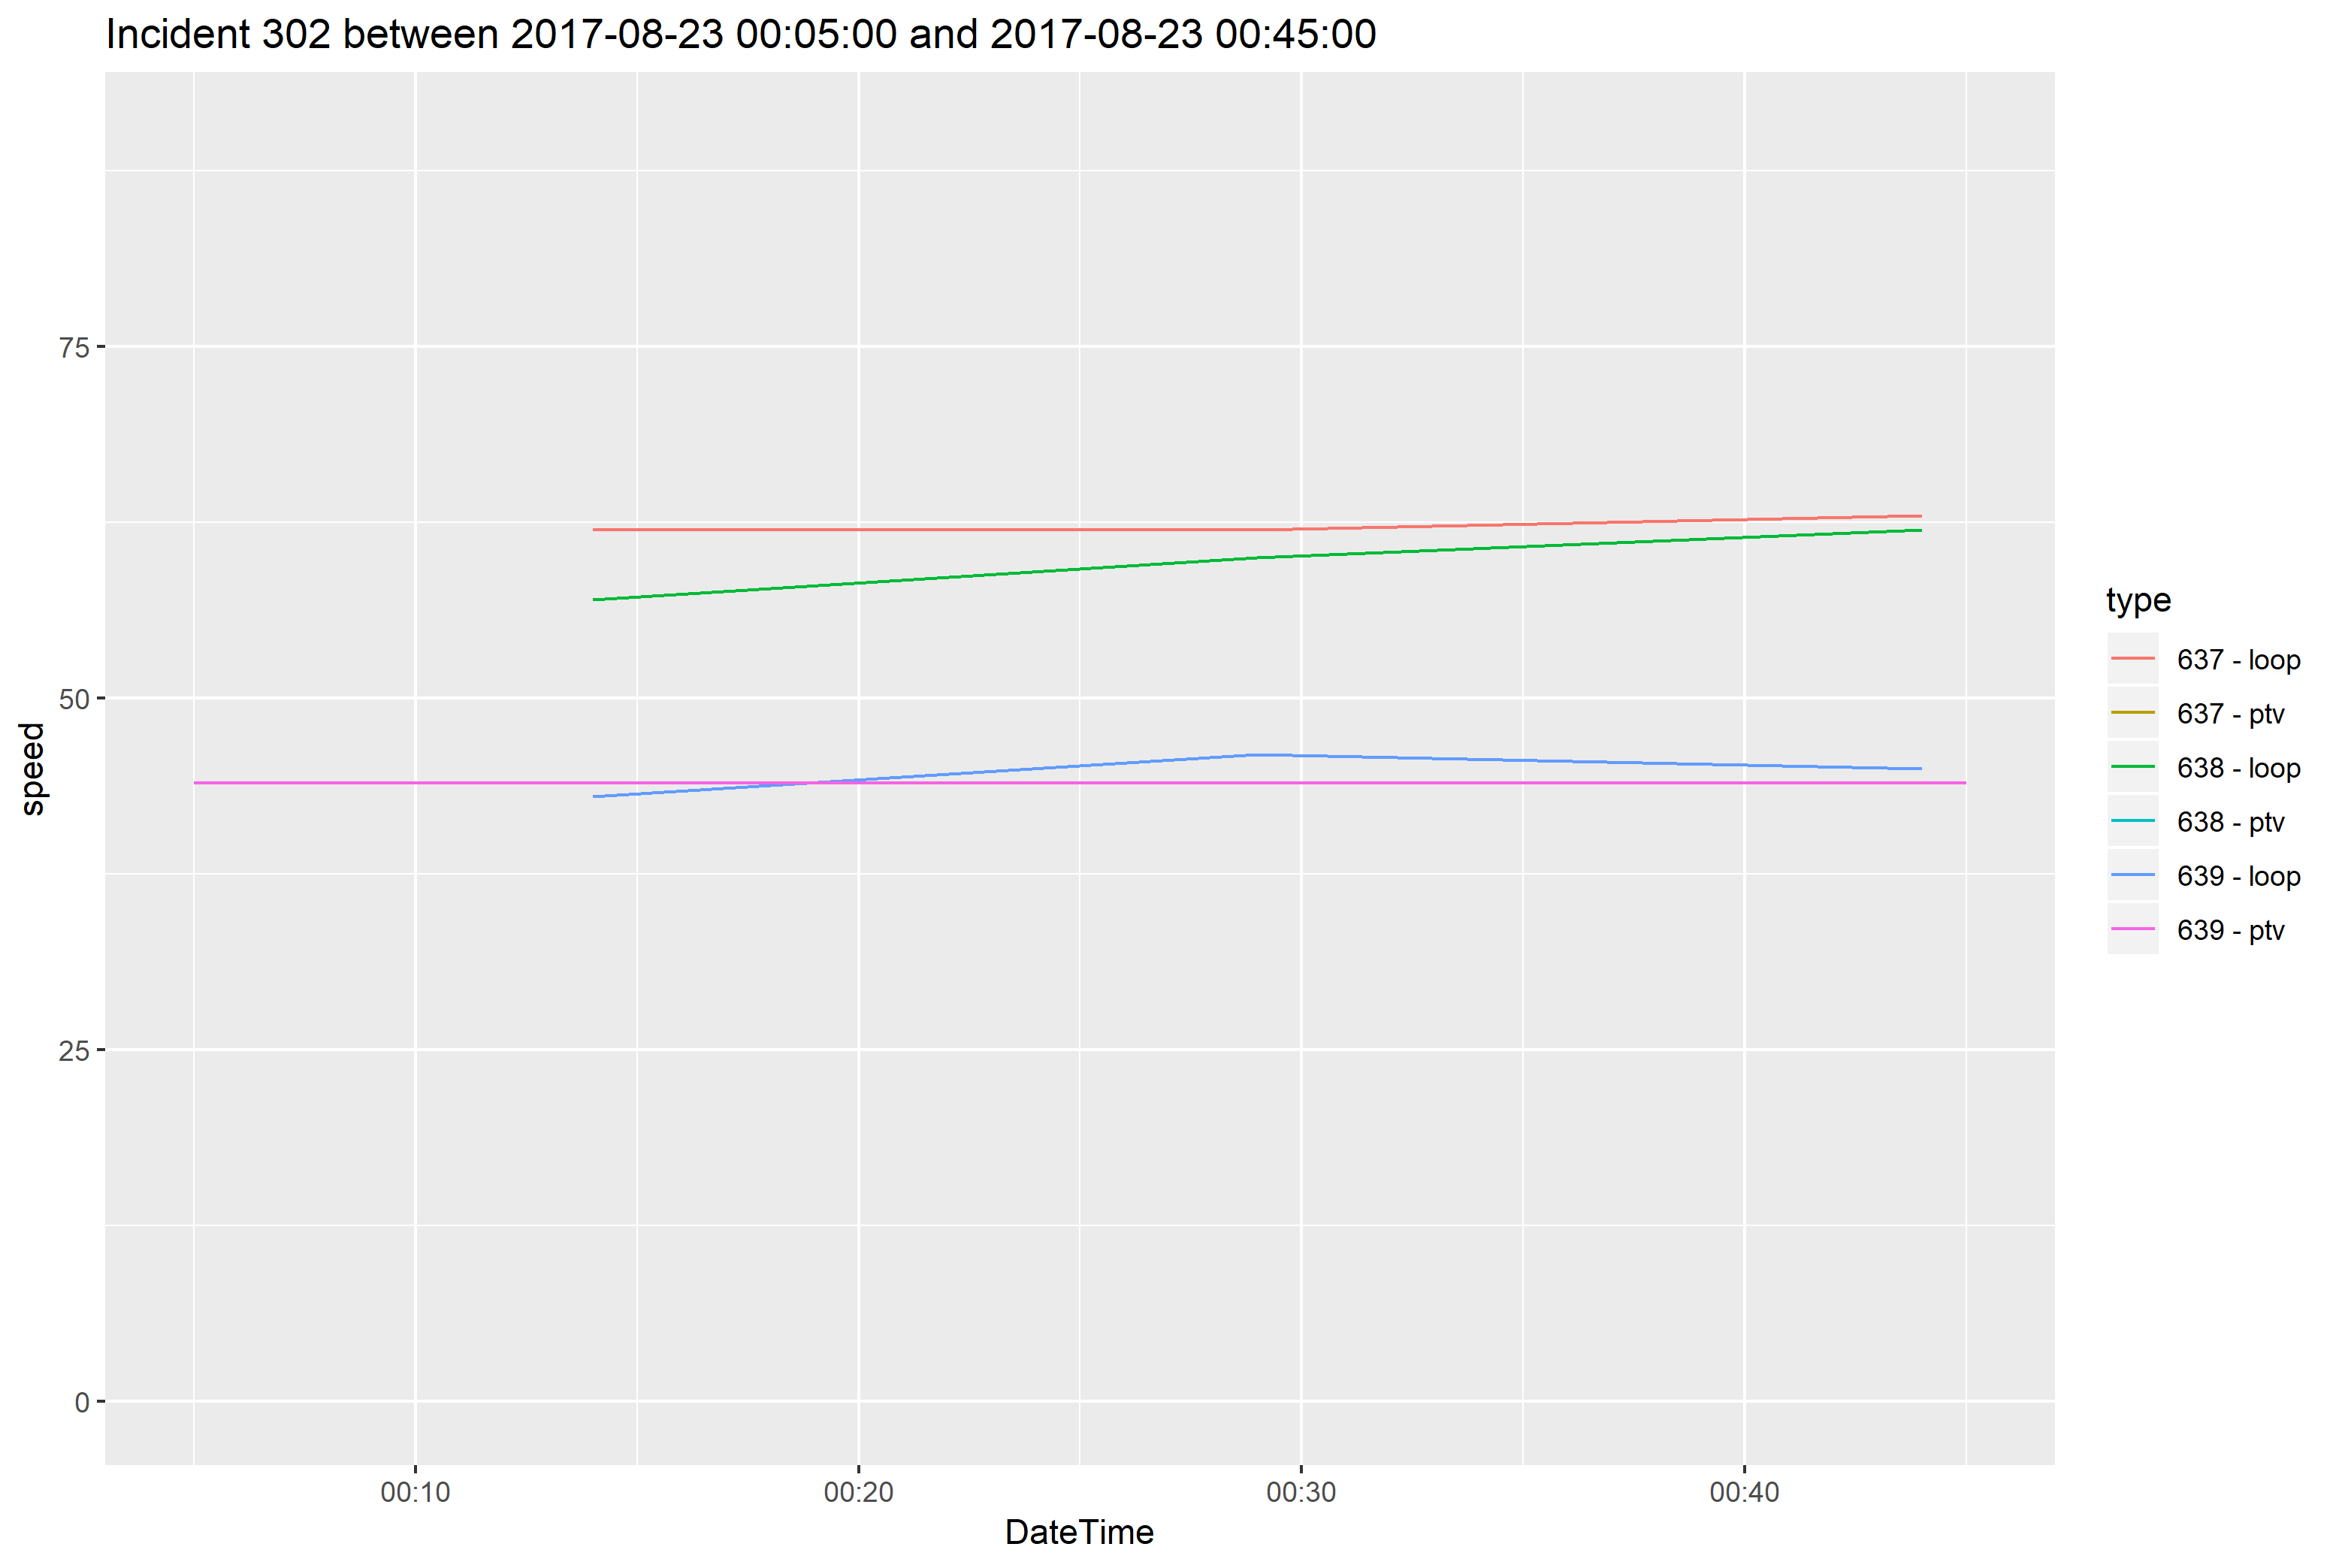 Incident 302 between 2017-08-23 00:05:00 and 2017-08-23 00:45:00
75
50
25
0
speed
00:10
00:20
00:30
00:40
DateTime
type
637 - loop
637 - ptv
638 - loop
638 - ptv
639 - loop
639 - ptv